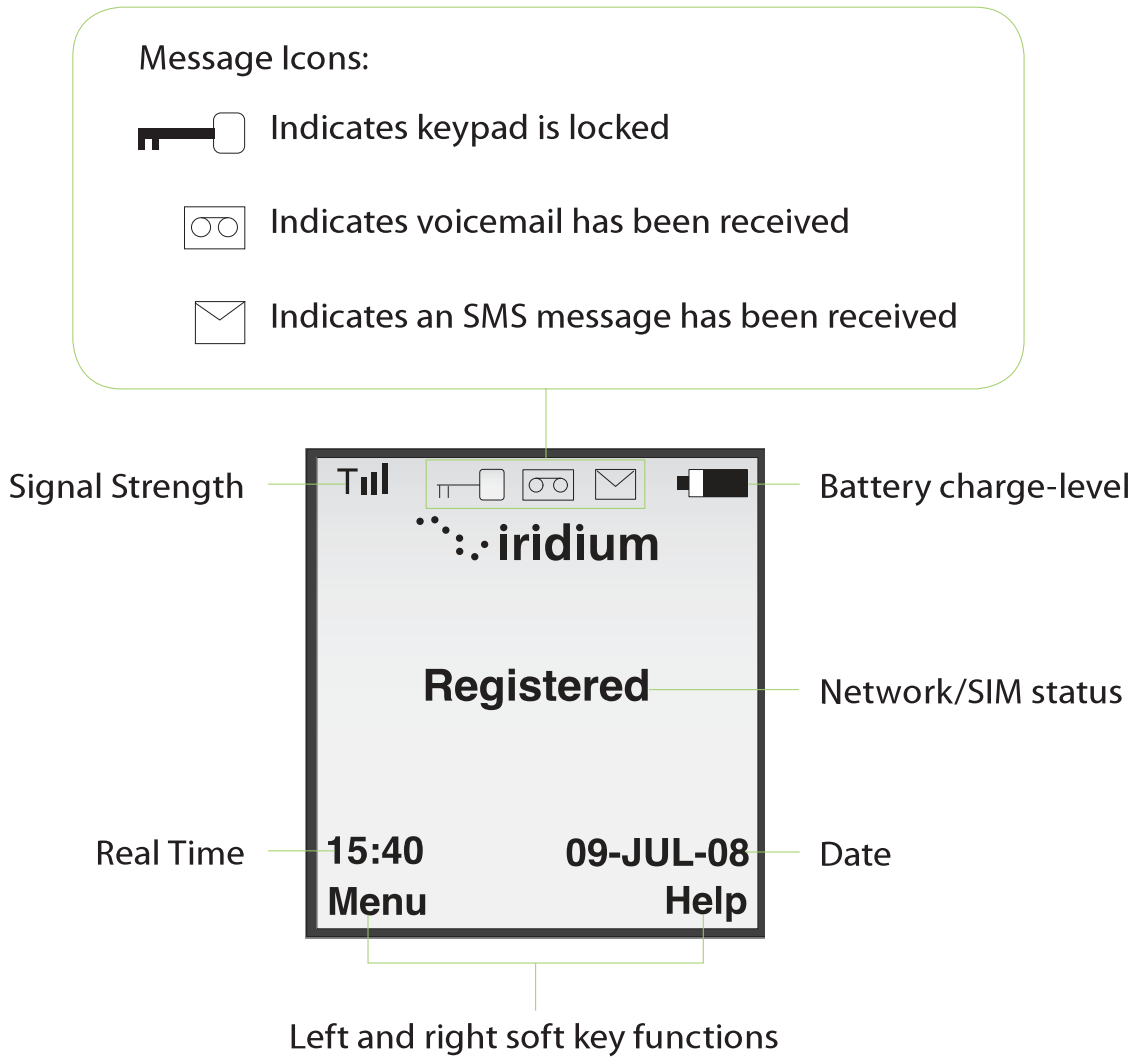 Message Icons:
Indicates keypad is locked
Indicates voicemail has been received
Indicates an SMS message has been received
Signal Strength
Battery charge-level
iridium
Registered
Network/SIM status
Real Time
15:40
09-JUL-08
Date
Menu
Help
Left and right soft key functions